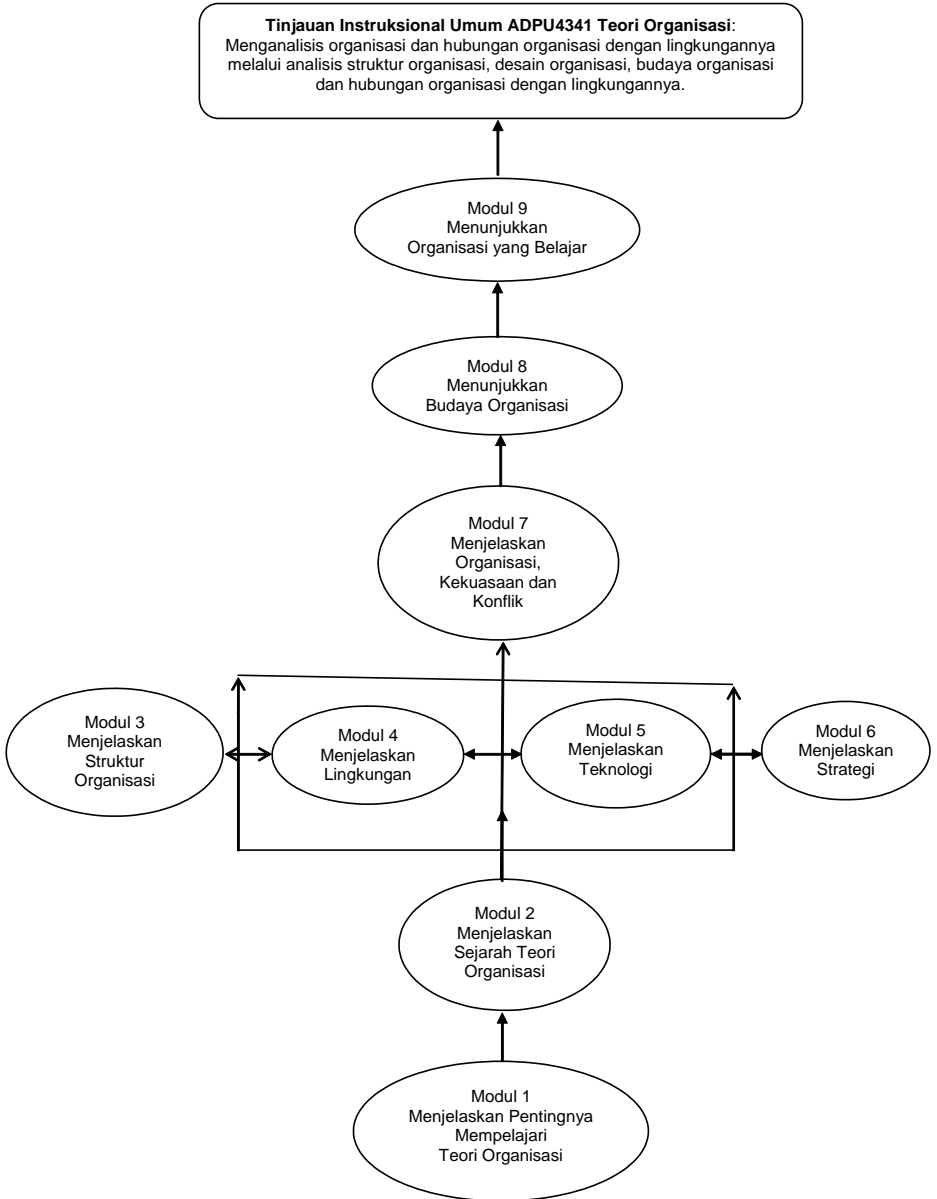 Tinjauan Instruksional Umum ADPU4341 Teori Organisasi:
Menganalisis organisasi dan hubungan organisasi dengan lingkungannya
melalui analisis struktur organisasi, desain organisasi, budaya organisasi
dan hubungan organisasi dengan lingkungannya.
Modul 9
Menunjukkan
Organisasi yang Belajar
Modul 8
Menunjukkan
Budaya Organisasi
Modul 7
Menjelaskan
Organisasi,
Kekuasaan dan
Konflik
Modul 3
Menjelaskan
Struktur
Organisasi
Modul 4
Menjelaskan
Lingkungan
Modul 5
Menjelaskan
Teknologi
Modul 6
Menjelaskan
Strategi
Modul 2
Menjelaskan
Sejarah Teori
Organisasi
Modul 1
Menjelaskan Pentingnya
Mempelajari
Teori Organisasi